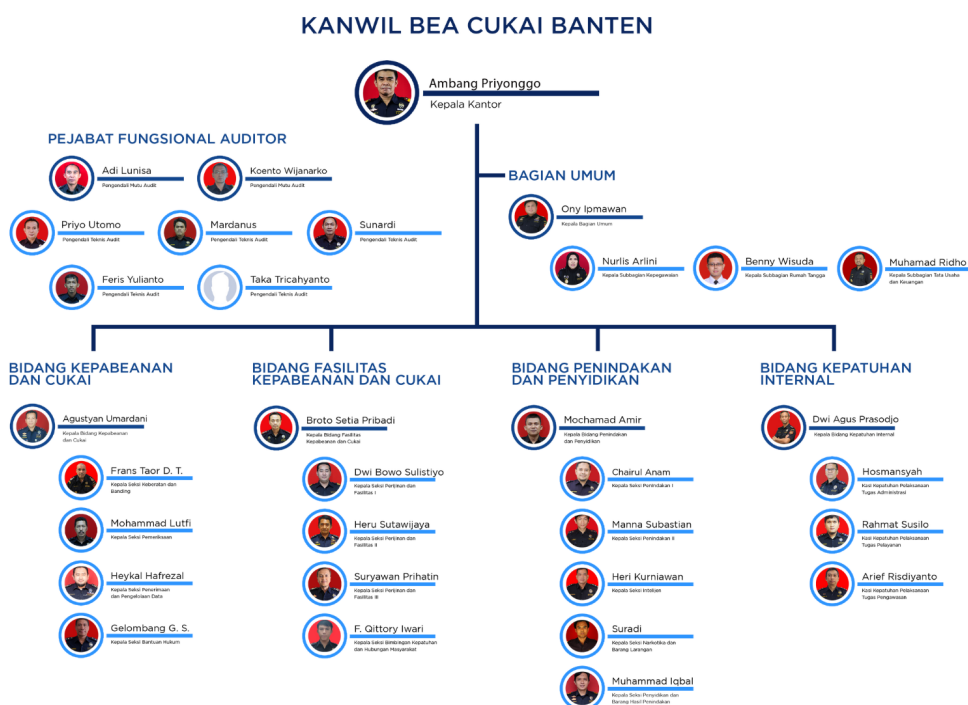 KANWIL BEA CUKAI BANTEN
Ambang Priyonggo
Kepala Kantor
PEJABAT FUNGSIONAL AUDITOR
Adi Lunisa
Pengendali Mutu Audit
Koento Wijanarko
Pengendali Mutu Audit
Priyo Utomo
Pengendali Teknis Audit
Mardanus
Pengendali Teknis Audit
Sunardi
Pengendali Teknis Audit
Feris Yulianto
Pengendali Teknis Audit
Taka Tricahyanto
Pengendali Teknis Audit
BAGIAN UMUM
Ony Ipmawan
Kepala Bagian Umum
Nurlis Arlini
Kepala Subbagian Kepegawaian
Benny Wisuda
Kepala Subbagian Rumah Tangga
Muhamad Ridho
Kepala Subbagian Tata Usaha
dan Keuangan
BIDANG KEPABEANAN
DAN CUKAI
Agustyan Umardani
Kepala Bidang Kepabeanan
dan Cukai
Frans Taor D. T.
Kepala Seksi Keberatan dan
Banding
Mohammad Lutfi
Kepala Seksi Pemeriksaan
Heykal Hafrezal
Kepala Seksi Penerimaan
dan Pengelolaan Data
Gelombang G. S.
Kepala Seksi Bantuan Hukum
BIDANG FASILITAS
KEPABEANAN DAN CUKAI
Broto Setia Pribadi
Kepala Bidang Fasilitas
Kepabeanan dan Cukai
Dwi Bowo Sulistiyo
Kepala Seksi Perijinan dan
Fasilitas I
Heru Sutawijaya
Kepala Seksi Perijinan dan
Fasilitas II
Suryawan Prihatin
Kepala Seksi Perijinan dan
Fasilitas III
F. Qittory Iwari
Kepala Seksi Bimbingan Kepatuhan
dan Hubungan Masyarakat
BIDANG PENINDAKAN
DAN PENYIDIKAN
Mochamad Amir
Kepala Bidang Penindakan
dan Penyidikan
Chairul Anam
Kepala Seksi Penindakan I
Manna Subastian
Kepala Seksi Penindakan II
Heri Kurniawan
Kepala Seksi Intelijen
Suradi
Kepala Seksi Narkotika dan
Barang Larangan
Muhammad Iqbal
Kepala Seksi Penyidikan dan
Barang Hasil Penindakan
BIDANG KEPATUHAN
INTERNAL
Dwi Agus Prasodjo
Kepala Bidang Kepatuhan Internal
Hosmansyah
Kasi Kepatuhan Pelaksanaan
Tugas Administrasi
Rahmat Susilo
Kasi Kepatuhan Pelaksanaan
Tugas Pelayanan
Arief Risdiyanto
Kasi Kepatuhan Pelaksanaan
Tugas Pengawasan